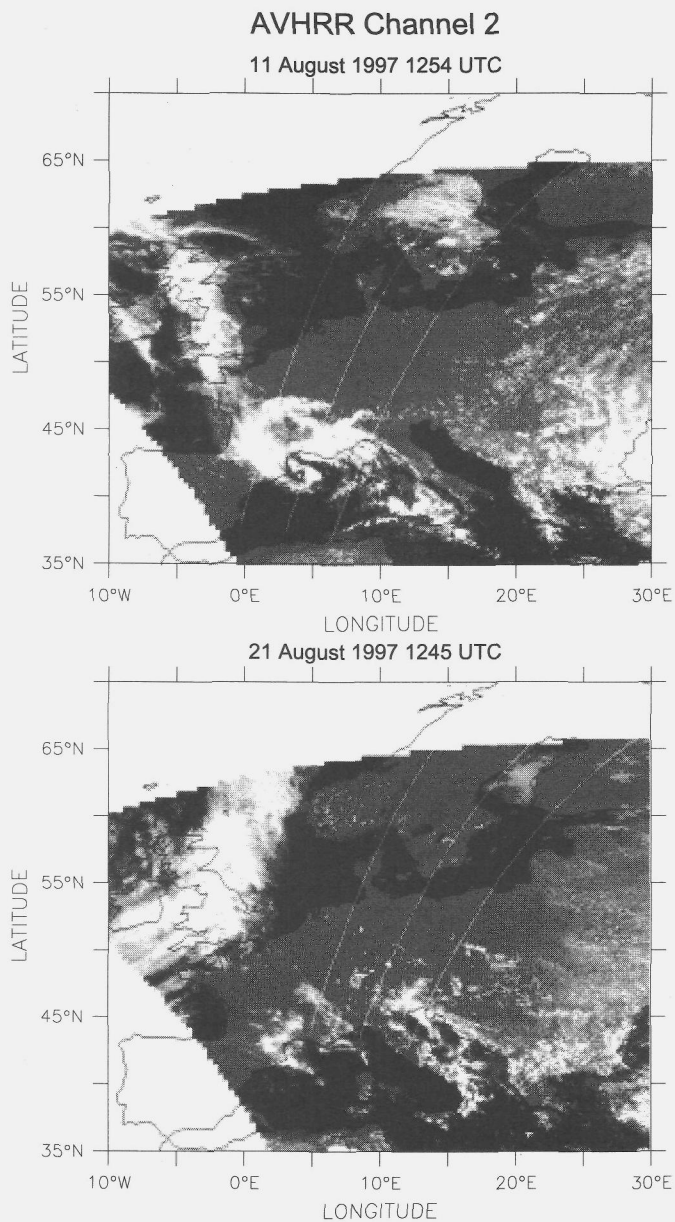 AVHRR Channel 2
11 August 1997 1254 UTC
65°N
55°N
45°N
35°N
LATITUDE
10°W 0°E 10°E 20°E 30°E
LONGITUDE
21 August 1997 1245 UTC
65°N
55°N
45°N
35°N
LATITUDE
10°W 0°E 10°E 20°E 30°E
LONGITUDE